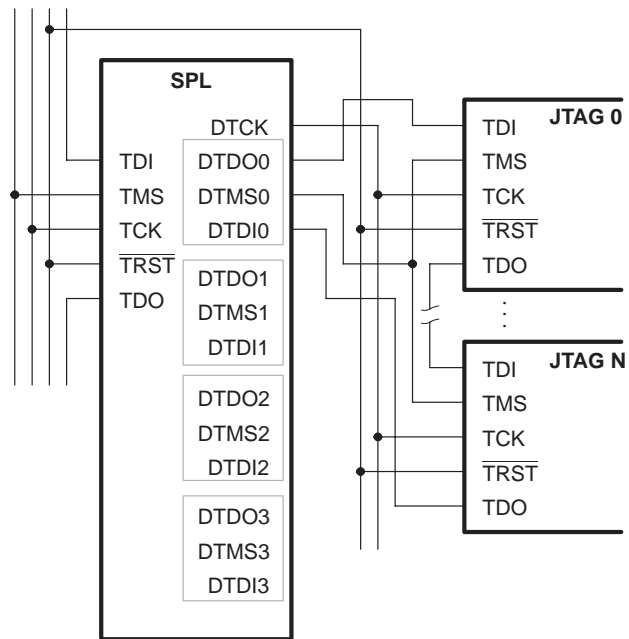 SPL
DTCK
DTDO0
DTMS0
DTDI0
DTDO1
DTMS1
DTDI1
DTDO2
DTMS2
DTDI2
DTDO3
DTMS3
DTDI3
TDI
TMS
TCK
TRST
TDO
JTAG 0
TDI
TMS
TCK
TRST
TDO
JTAG N
TDI
TMS
TCK
TRST
TDO